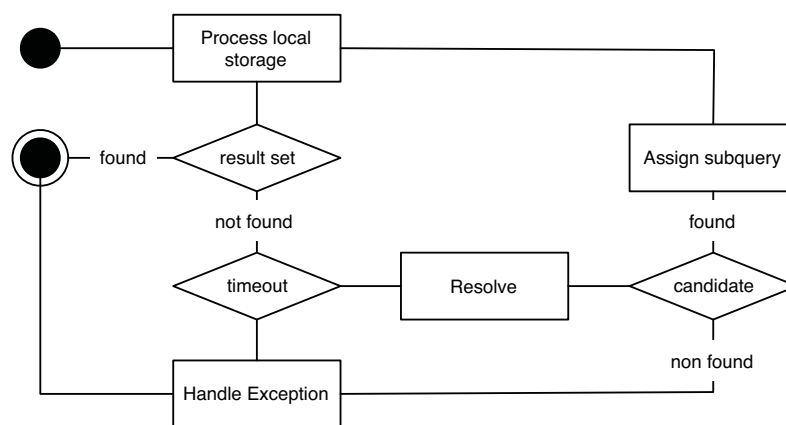 Process local
storage
found
result set
Assign subquery
not found
found
timeout
Resolve
candidate
non found
Handle Exception